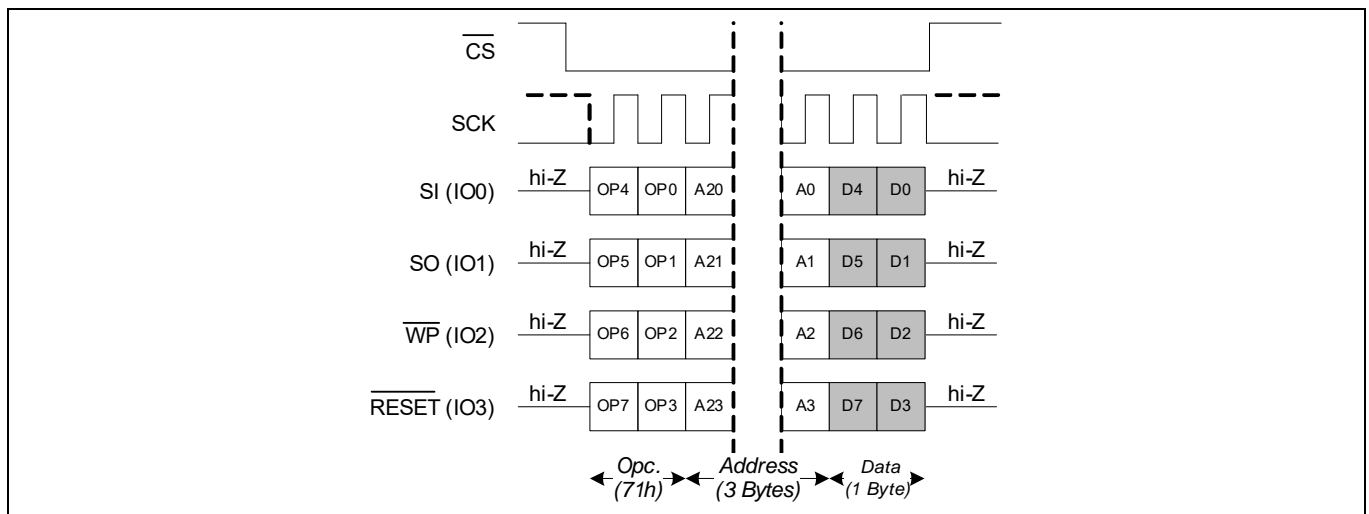 CS
SCK
SI (IO0) hi-Z OP4 OP0 A20 A0 D4 D0 hi-Z
SO (IO1) hi-Z OP5 OP1 A21 A1 D5 D1 hi-Z
WP (IO2) hi-Z OP6 OP2 A22 A2 D6 D2 hi-Z
RESET (IO3) hi-Z OP7 OP3 A23 A3 D7 D3 hi-Z
Opc. Address Data
(71h) (3 Bytes) (1 Byte)